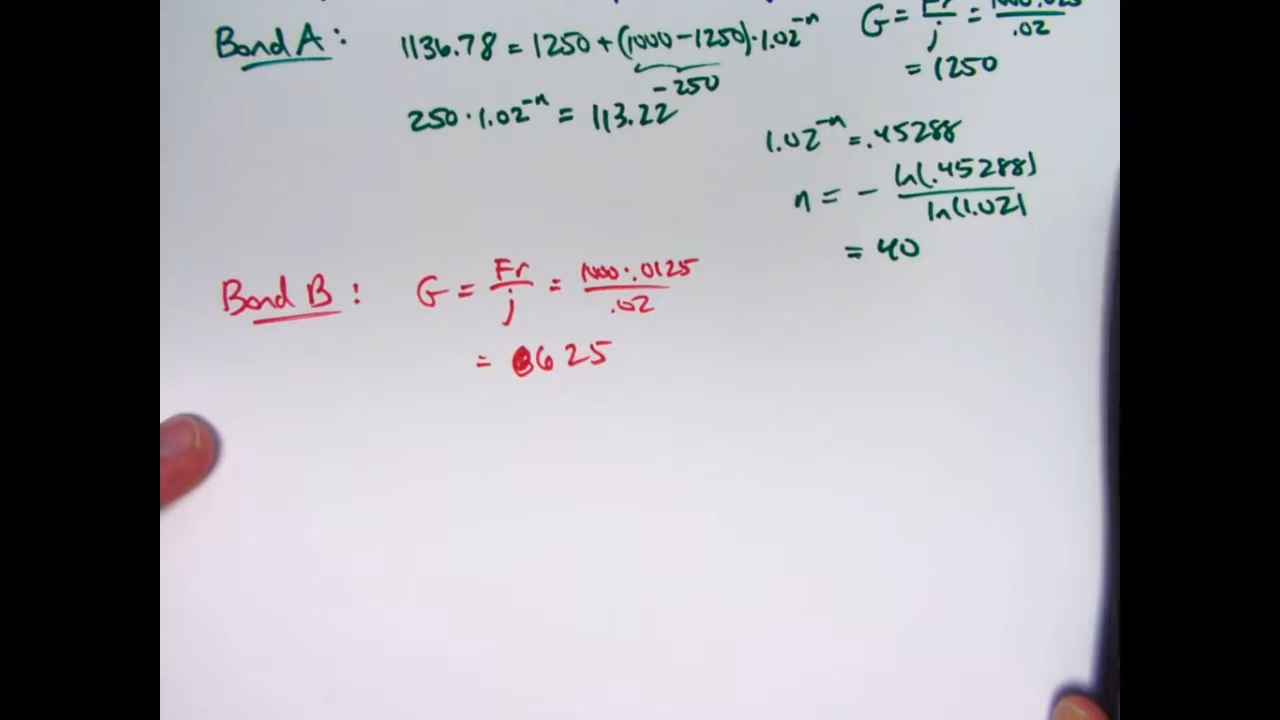 Bond A: 1136.78 = 1250 + (1000 - 1250) · 1.02^-n
-250
250 · 1.02^-n = 113.22
G = Fr/j = 1000·.025/.02
= 1250
1.02^-n = .45288
n = - ln(.45288)/ln(1.02)
= 40
Bond B: G = Fr/j = 1000·.0125/.02
= 625